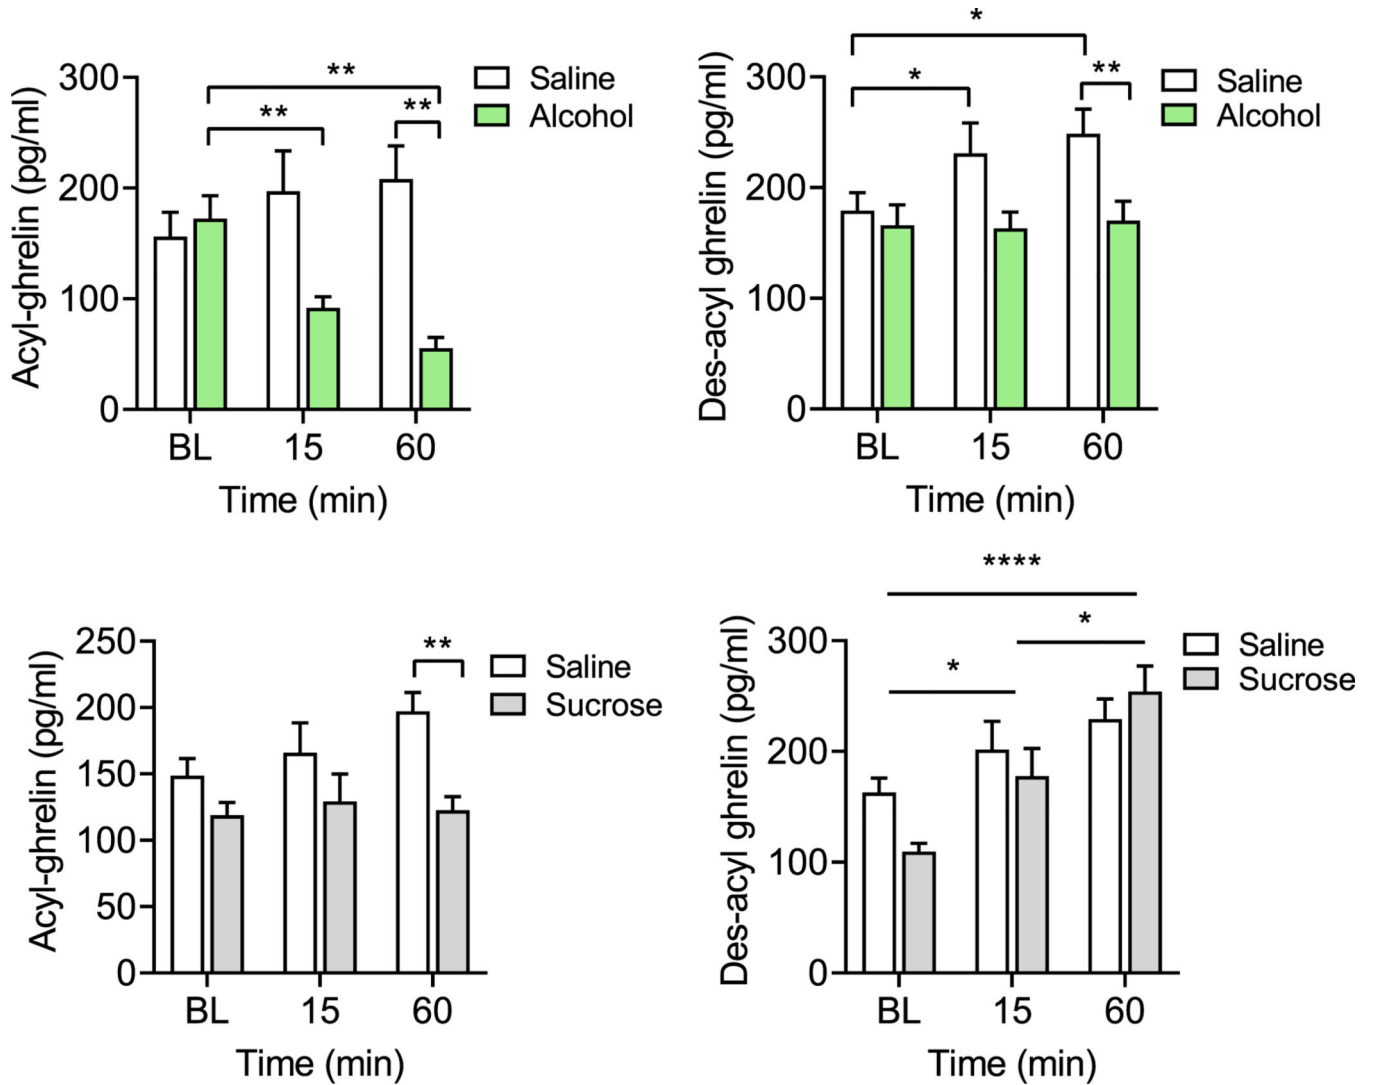 Acyl-ghrelin (pg/ml)
300
200
100
0
**
**
**
Saline
Alcohol
BL 15 60
Time (min)
Des-acyl ghrelin (pg/ml)
300
200
100
0
*
*
**
Saline
Alcohol
BL 15 60
Time (min)
Acyl-ghrelin (pg/ml)
250
200
150
100
50
0
**
Saline
Sucrose
BL 15 60
Time (min)
Des-acyl ghrelin (pg/ml)
300
200
100
0
****
*
*
Saline
Sucrose
BL 15 60
Time (min)